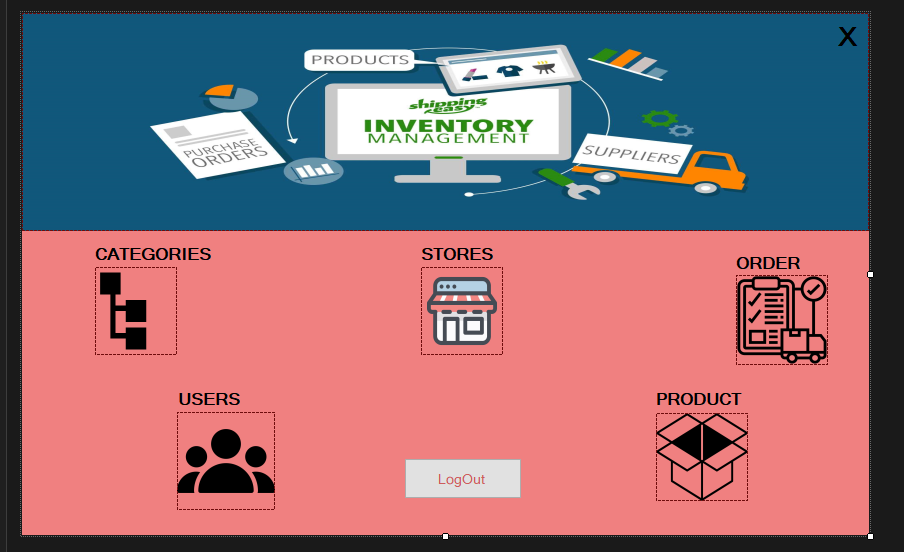 X
PRODUCTS
shipping
easy
INVENTORY
MANAGEMENT
PURCHASE
ORDERS
SUPPLIERS
CATEGORIES
STORES
ORDER
USERS
PRODUCT
LogOut